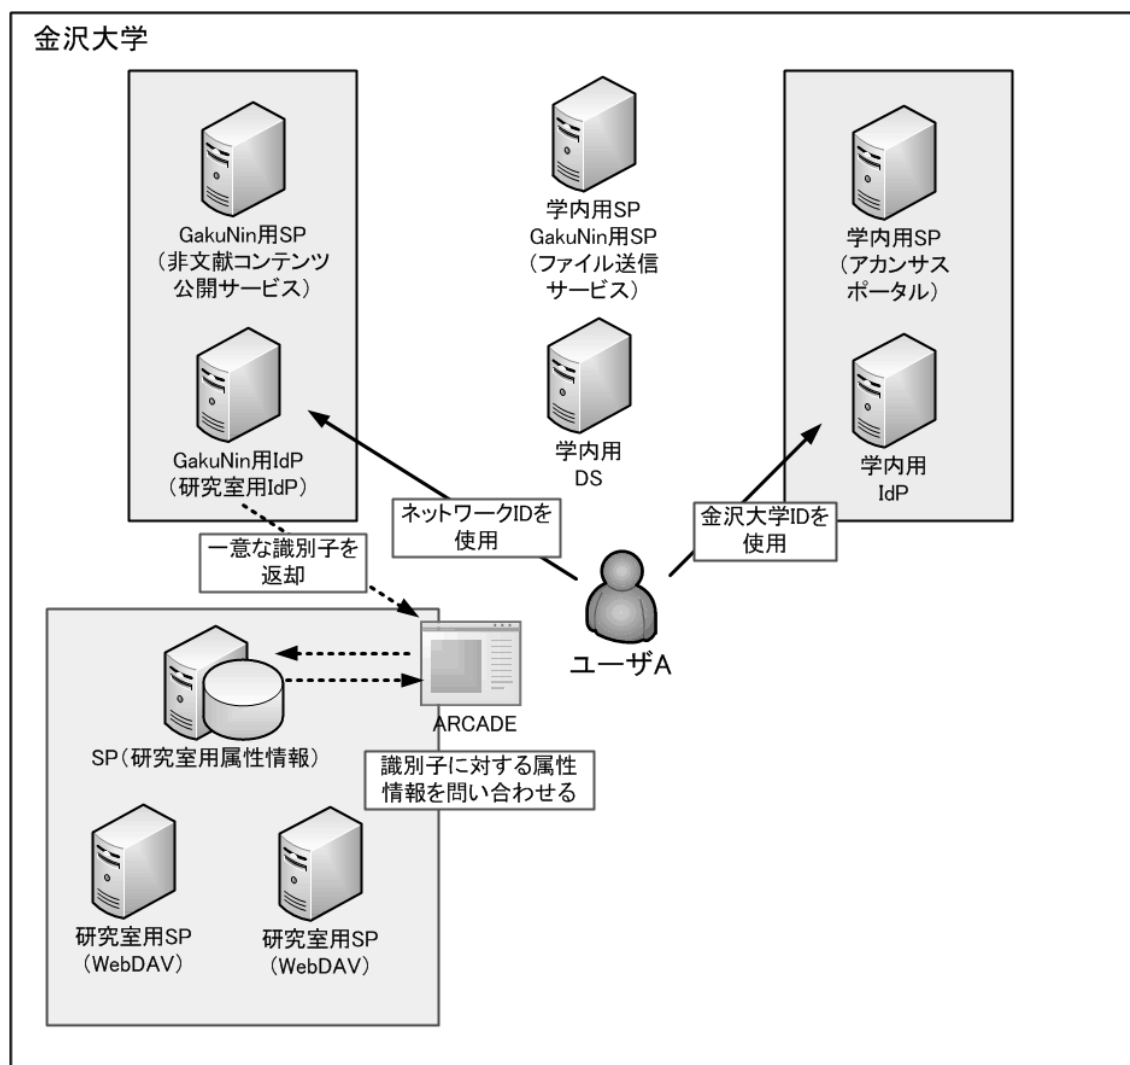 金沢大学
GakuNin用SP
（非文献コンテンツ
公開サービス）
学内用SP
GakuNin用SP
（ファイル送信
サービス）
学内用SP
（アカンサス
ポータル）
GakuNin用IdP
（研究室用IdP）
学内用
DS
学内用
IdP
ネットワークIDを
使用
金沢大学IDを
使用
一意な識別子を
返却
ユーザA
ARCADE
SP（研究室用属性情報）
識別子に対する属性
情報を問い合わせる
研究室用SP
（WebDAV）
研究室用SP
（WebDAV）